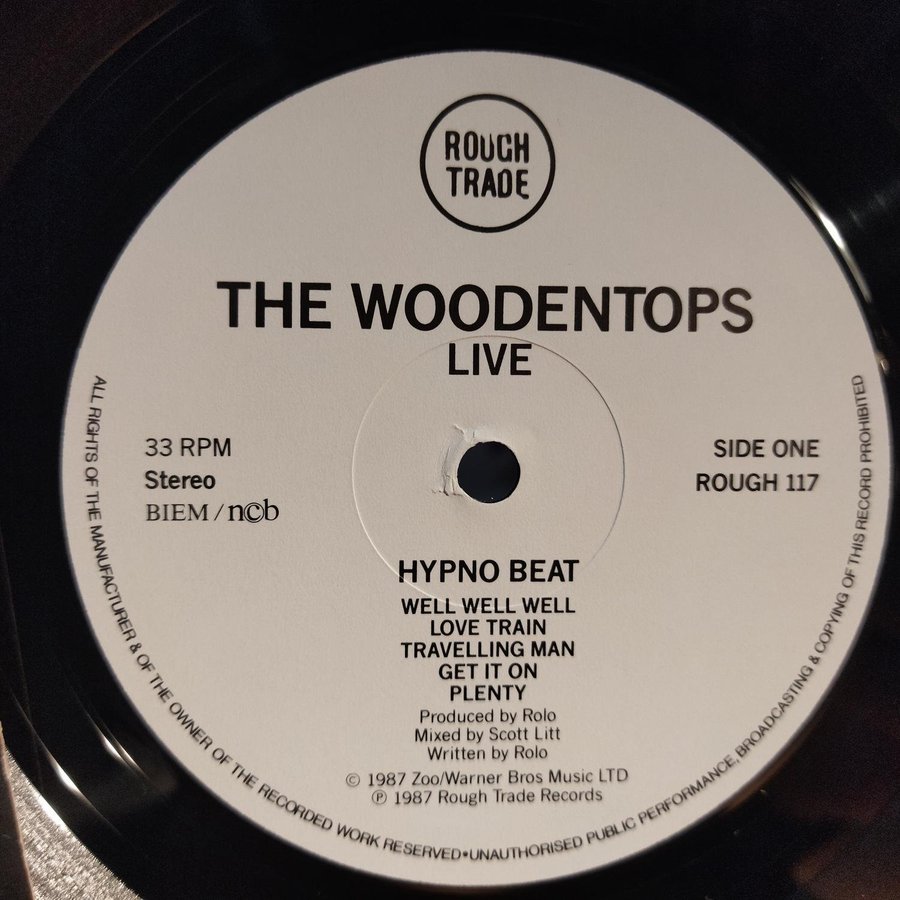 ROUGH
TRADE
THE WOODENTOPS
LIVE
33 RPM
Stereo
BIEM / n©b
SIDE ONE
ROUGH 117
HYPNO BEAT
WELL WELL WELL
LOVE TRAIN
TRAVELLING MAN
GET IT ON
PLENTY
Produced by Rolo
Mixed by Scott Litt
Written by Rolo
© 1987 Zoo/Warner Bros Music LTD
℗ 1987 Rough Trade Records
ALL RIGHTS OF THE MANUFACTURER & OF THE OWNER OF THE RECORDED WORK RESERVED•UNAUTHORISED PUBLIC PERFORMANCE, BROADCASTING & COPYING OF THIS RECORD PROHIBITED